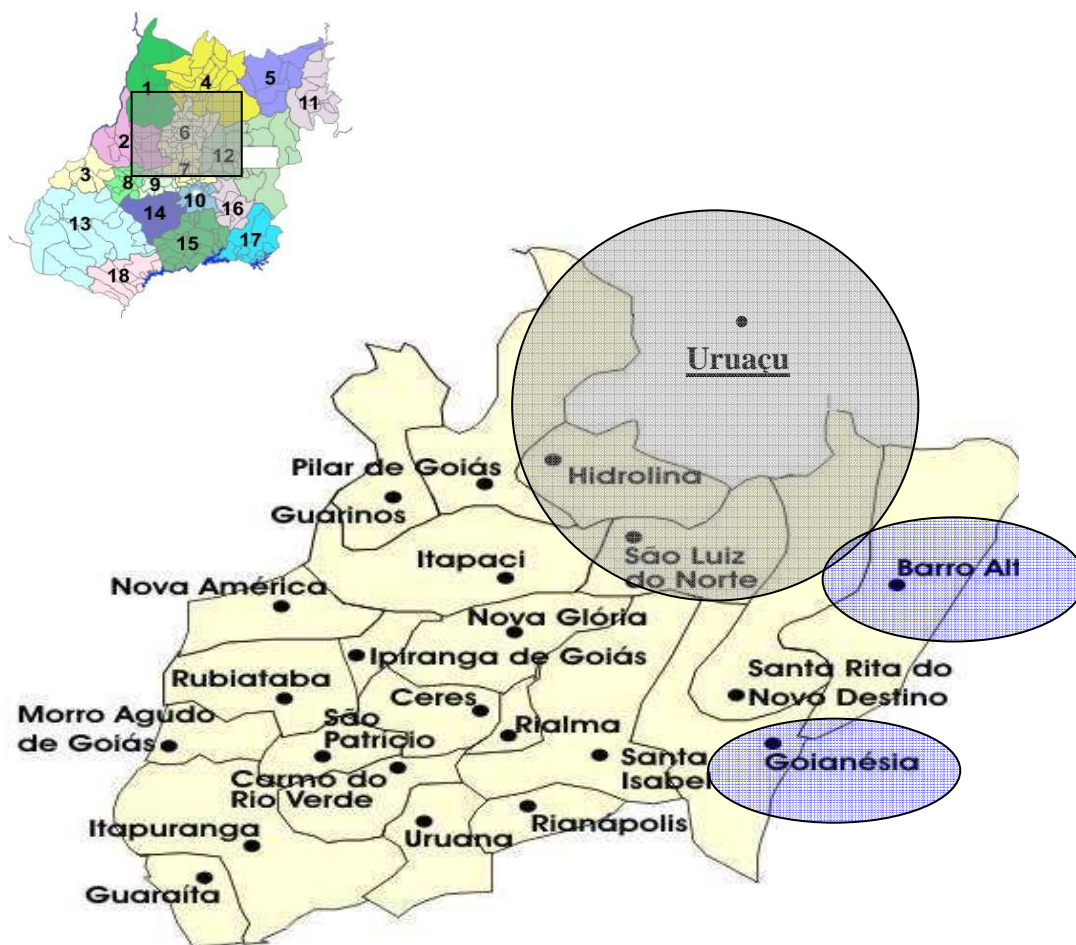 1
4
5
11
6
2
12
3
7
8
9
10
14
16
13
15
17
18
Uruaçu
Pilar de Goiás
Hidrolina
Guarinos
Itapaci
São Luiz
do Norte
Barro Alt
Nova América
Nova Glória
Ipiranga de Goiás
Rubiataba
Ceres
Santa Rita do
Novo Destino
Morro Agudo
de Goiás
São
Patricio
Rialma
Santa
Isabel
Goianésia
Carmo do
Rio Verde
Itapuranga
Uruana
Rianápolis
Guaraíta